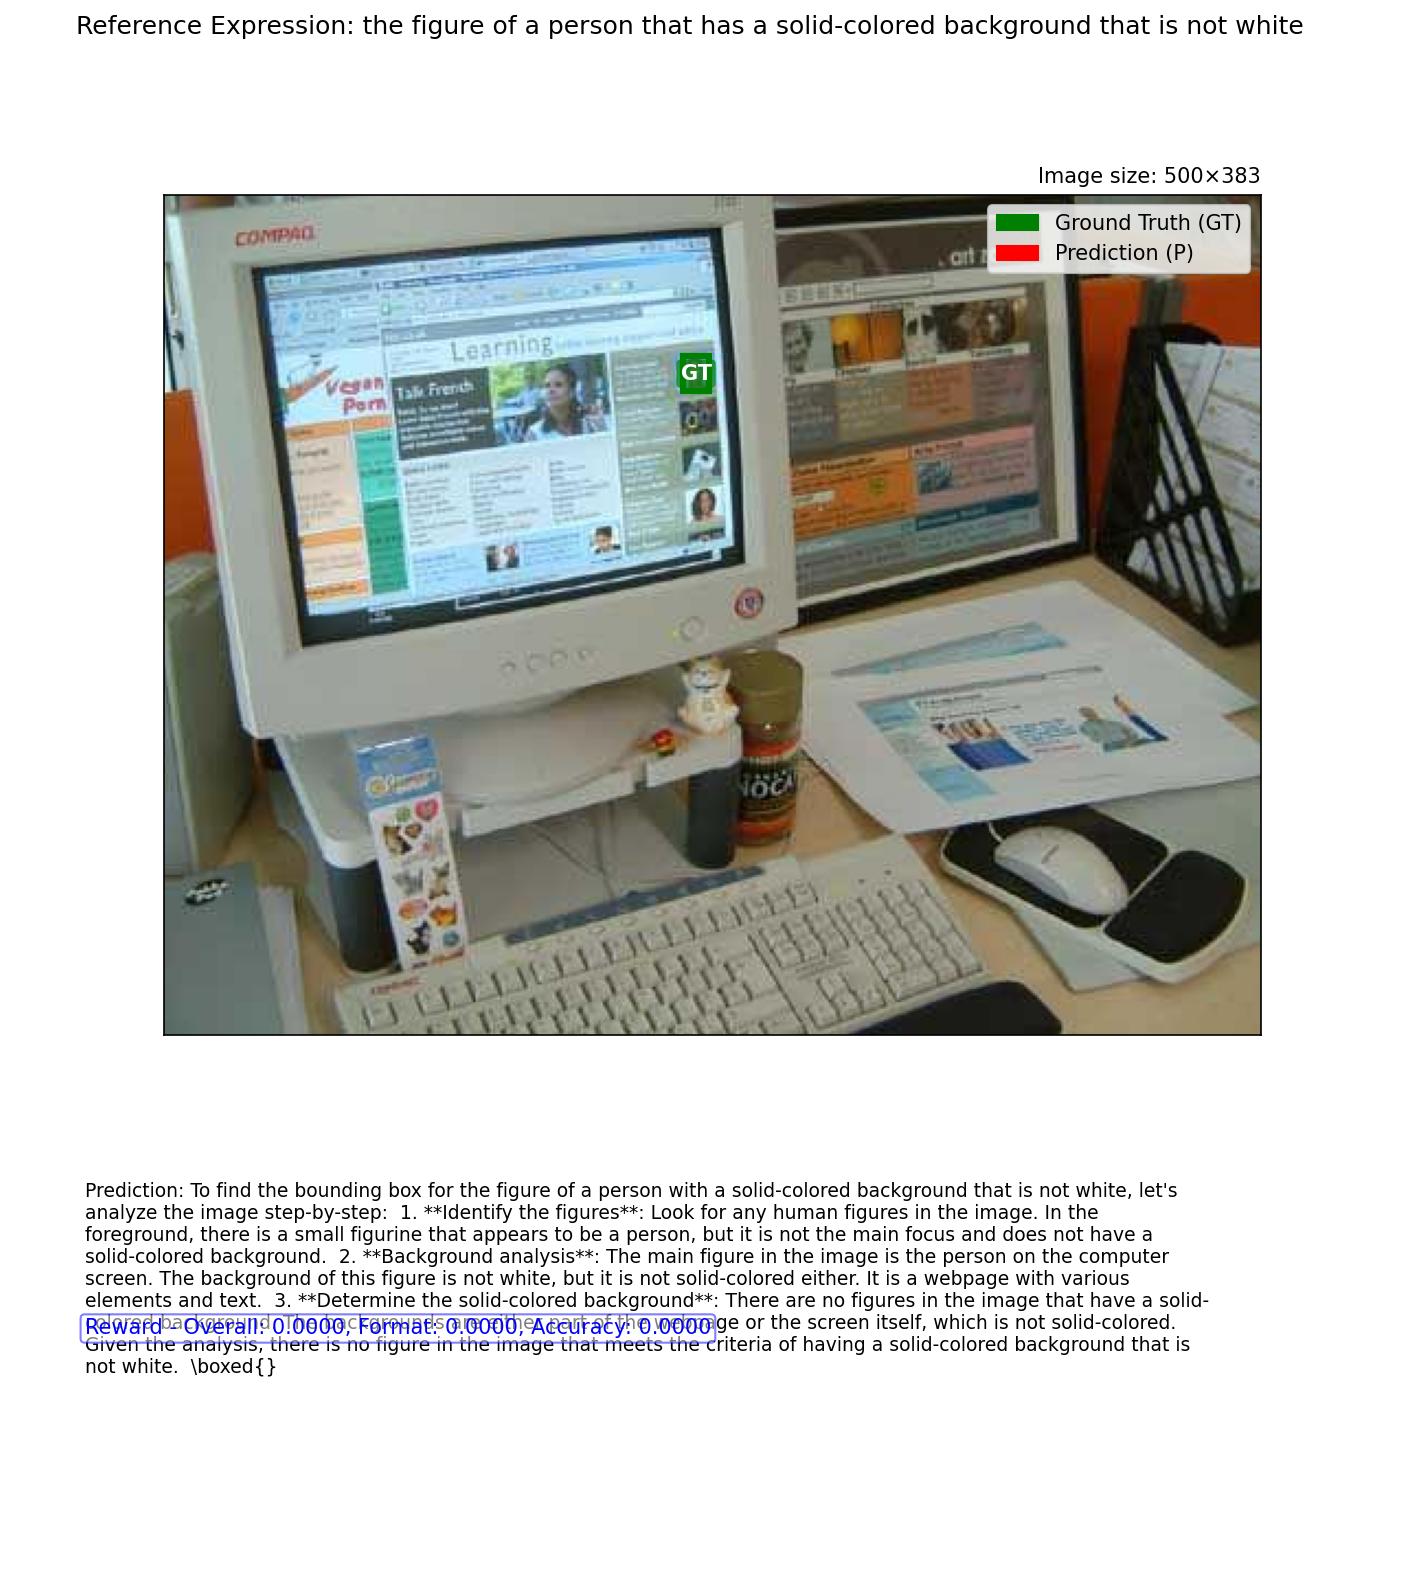 Reference Expression: the figure of a person that has a solid-colored background that is not white
Image size: 500×383
Ground Truth (GT)
Prediction (P)
COMPAQ
art
Learning
GT
Vegan
Porn
Talk French
NOCA
Prediction: To find the bounding box for the figure of a person with a solid-colored background that is not white, let's
analyze the image step-by-step:  1. **Identify the figures**: Look for any human figures in the image. In the
foreground, there is a small figurine that appears to be a person, but it is not the main focus and does not have a
solid-colored background.  2. **Background analysis**: The main figure in the image is the person on the computer
screen. The background of this figure is not white, but it is not solid-colored either. It is a webpage with various
elements and text.  3. **Determine the solid-colored background**: There are no figures in the image that have a solid-
colored background. The backgrounds are either part of the webpage or the screen itself, which is not solid-colored.
Reward - Overall: 0.0000, Format: 0.0000, Accuracy: 0.0000
Given the analysis, there is no figure in the image that meets the criteria of having a solid-colored background that is
not white.  \boxed{}